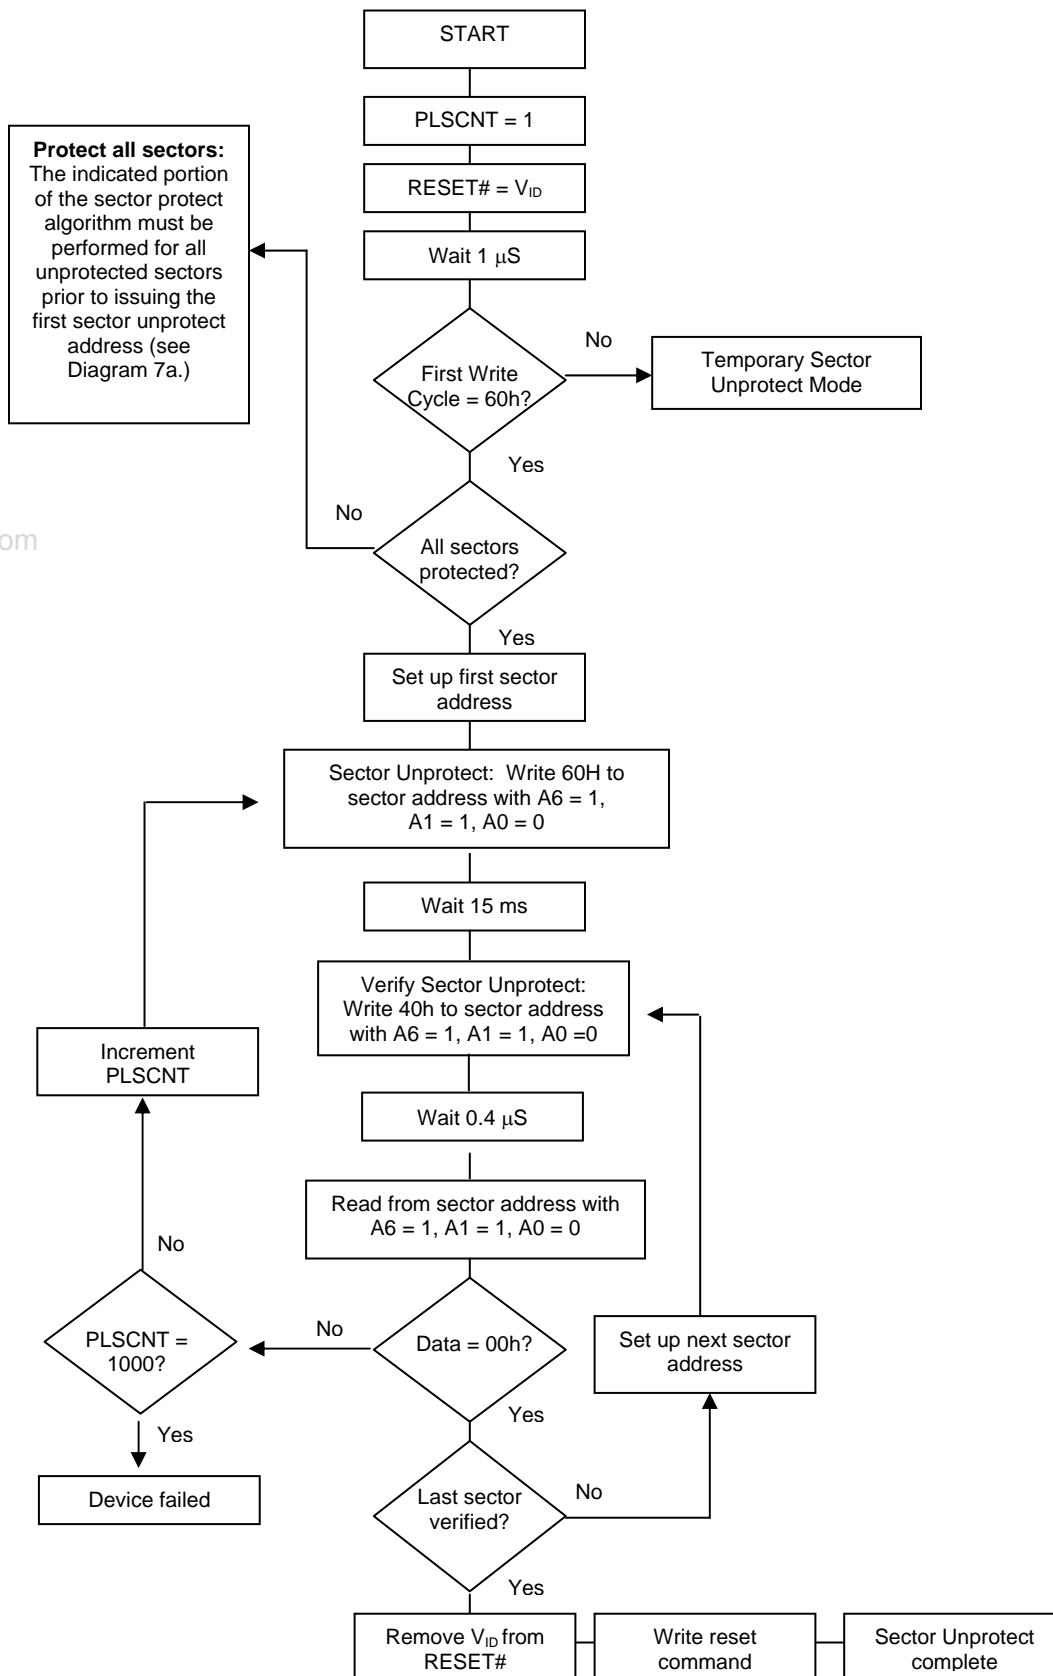 START
PLSCNT = 1
RESET# = VID
Wait 1 μS
Protect all sectors:
The indicated portion
of the sector protect
algorithm must be
performed for all
unprotected sectors
prior to issuing the
first sector unprotect
address (see
Diagram 7a.)
First Write
Cycle = 60h?
No
Temporary Sector
Unprotect Mode
Yes
No
om
All sectors
protected?
Yes
Set up first sector
address
Sector Unprotect:  Write 60H to
sector address with A6 = 1,
A1 = 1, A0 = 0
Wait 15 ms
Verify Sector Unprotect:
Write 40h to sector address
with A6 = 1, A1 = 1, A0 =0
Increment
PLSCNT
Wait 0.4 μS
Read from sector address with
A6 = 1, A1 = 1, A0 = 0
No
PLSCNT =
1000?
No
Data = 00h?
Set up next sector
address
Yes
Yes
Device failed
Last sector
verified?
No
Yes
Remove VID from
RESET#
Write reset
command
Sector Unprotect
complete